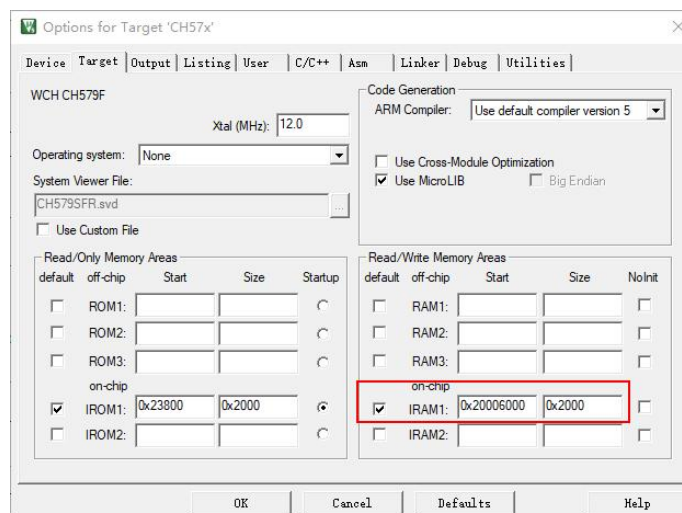 Options for Target 'CH57x'
Device Target Output Listing User C/C++ Asm Linker Debug Utilities
WCH CH579F
Xtal (MHz): 12.0
Operating system: None
System Viewer File:
CH579SFR.svd ...
Use Custom File
Code Generation
ARM Compiler: Use default compiler version 5
Use Cross-Module Optimization
Use MicroLIB Big Endian
Read/Only Memory Areas
default off-chip Start Size Startup
ROM1:
ROM2:
ROM3:
on-chip
IROM1: 0x23800 0x2000
IROM2:
Read/Write Memory Areas
default off-chip Start Size NoInit
RAM1:
RAM2:
RAM3:
on-chip
IRAM1: 0x20006000 0x2000
IRAM2:
OK Cancel Defaults Help